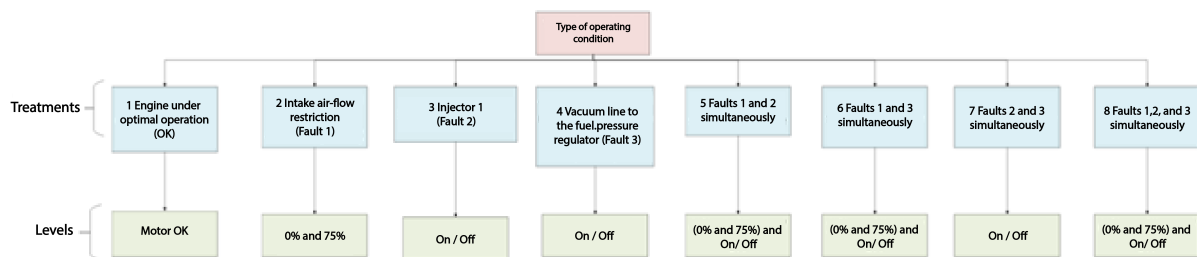 Type of operating
condition
Treatments
1 Engine under
optimal operation
(OK)
2 Intake air-flow
restriction
(Fault 1)
3 Injector 1
(Fault 2)
4 Vacuum line to
the fuel.pressure
regulator (Fault 3)
5 Faults 1 and 2
simultaneously
6 Faults 1 and 3
simultaneously
7 Faults 2 and 3
simultaneously
8 Faults 1,2, and 3
simultaneously
Levels
Motor OK
0% and 75%
On / Off
On / Off
(0% and 75%) and
On/ Off
(0% and 75%) and
On/ Off
On / Off
(0% and 75%) and
On/ Off